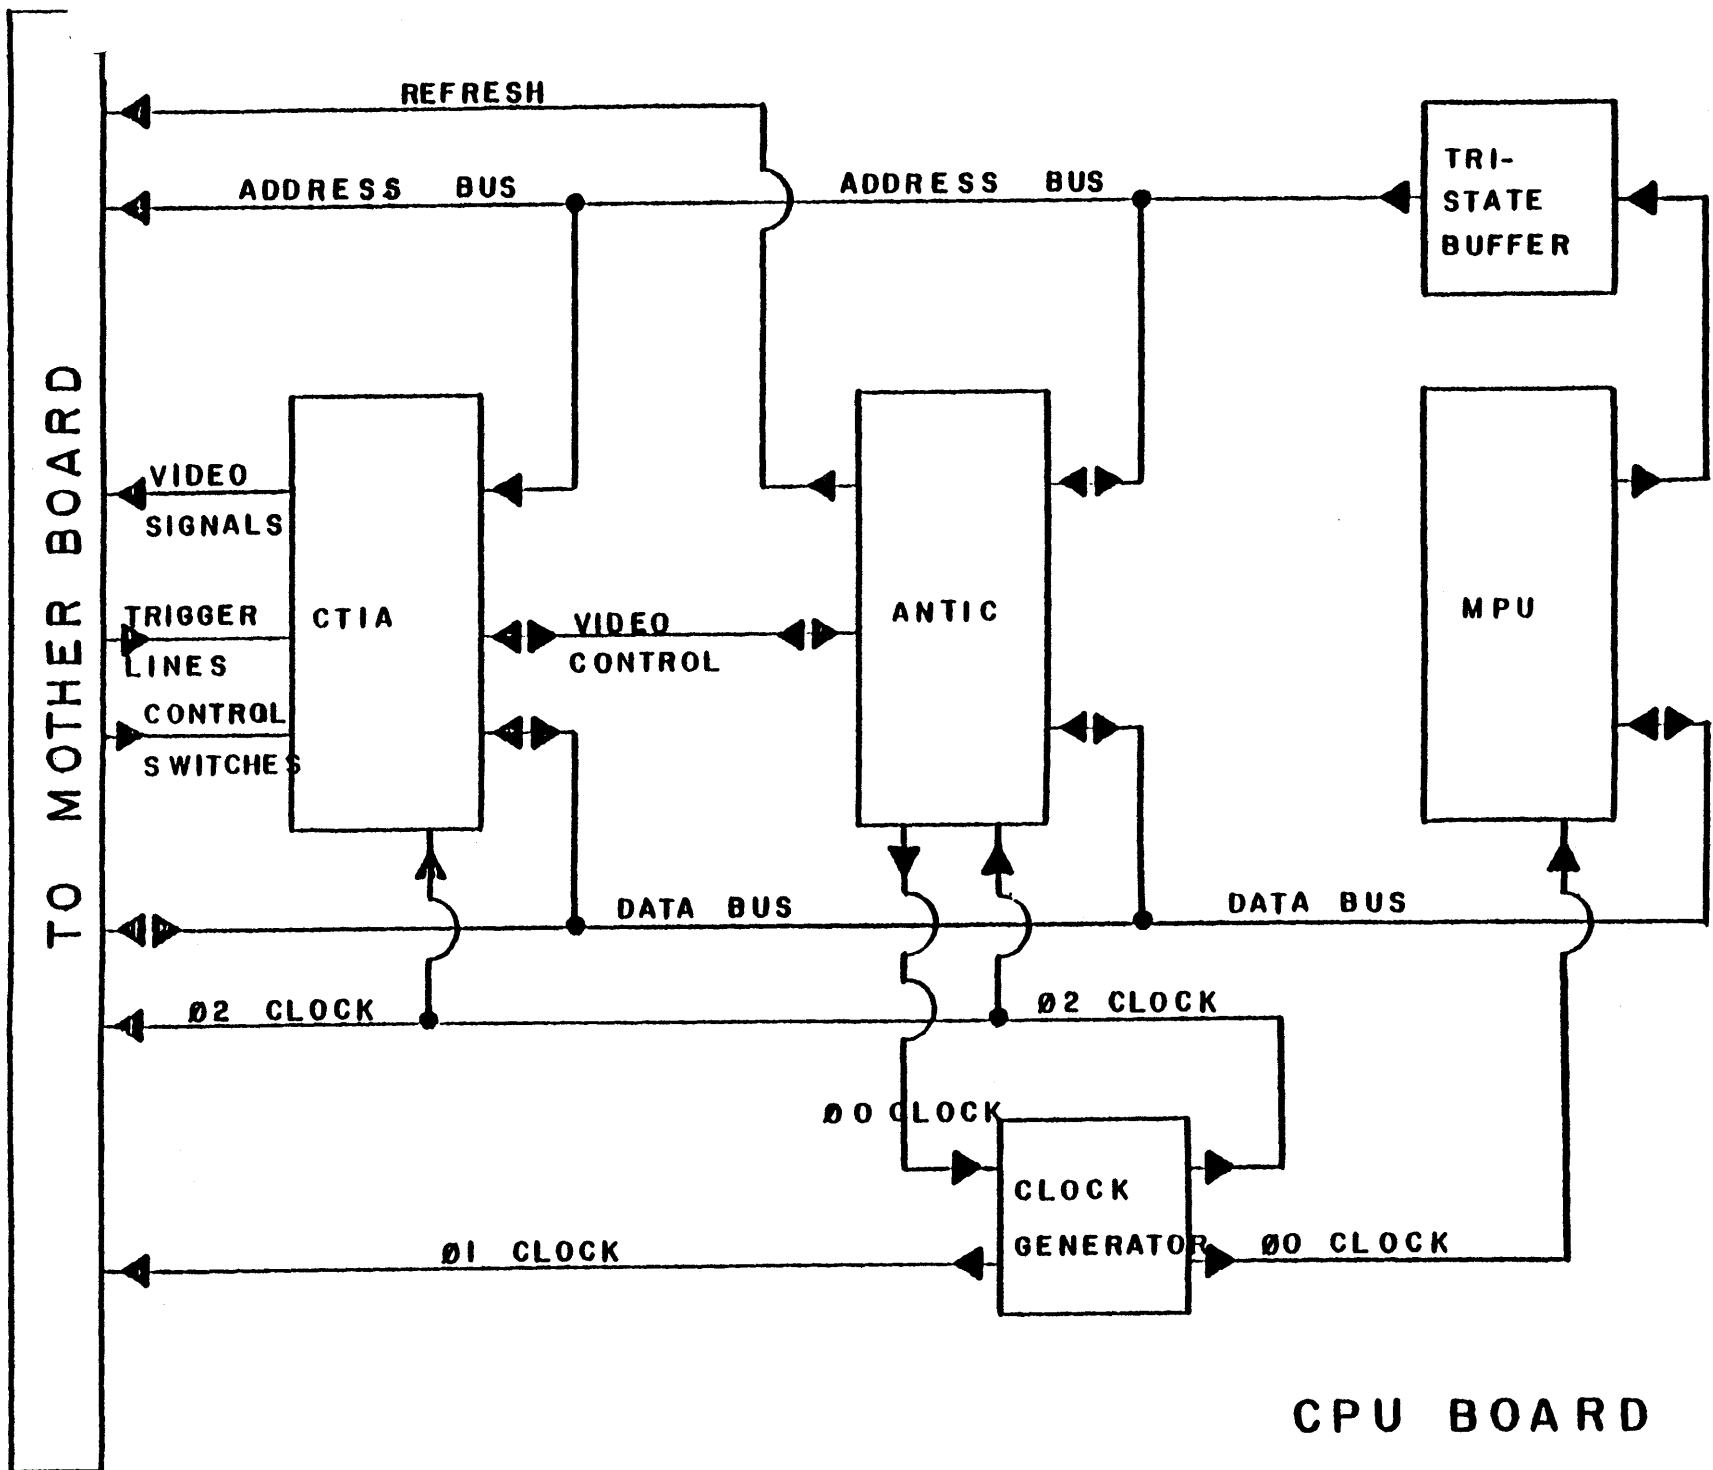 REFRESH
ADDRESS BUS
ADDRESS BUS
TRI-
STATE
BUFFER
TO MOTHER BOARD
VIDEO
SIGNALS
TRIGGER
LINES
CONTROL
SWITCHES
CTIA
VIDEO
CONTROL
ANTIC
MPU
DATA BUS
DATA BUS
Ø2 CLOCK
Ø2 CLOCK
ØO CLOCK
CLOCK
GENERATOR
Ø1 CLOCK
ØO CLOCK
CPU BOARD